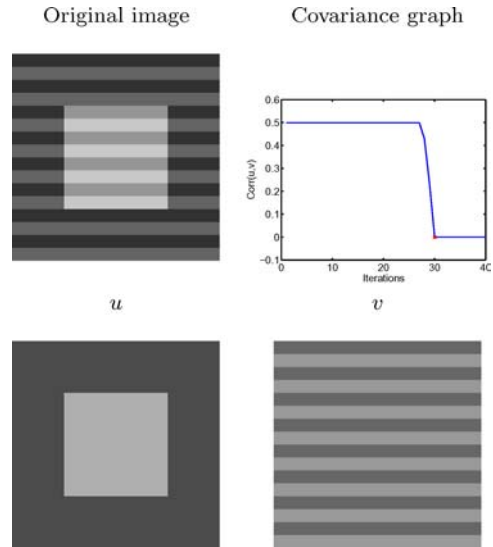 Original image
Covariance graph
0.6
0.5
0.4
0.3
0.2
0.1
0
−0.1
Corr(u,v)
0
10
20
30
40
Iterations
u
v